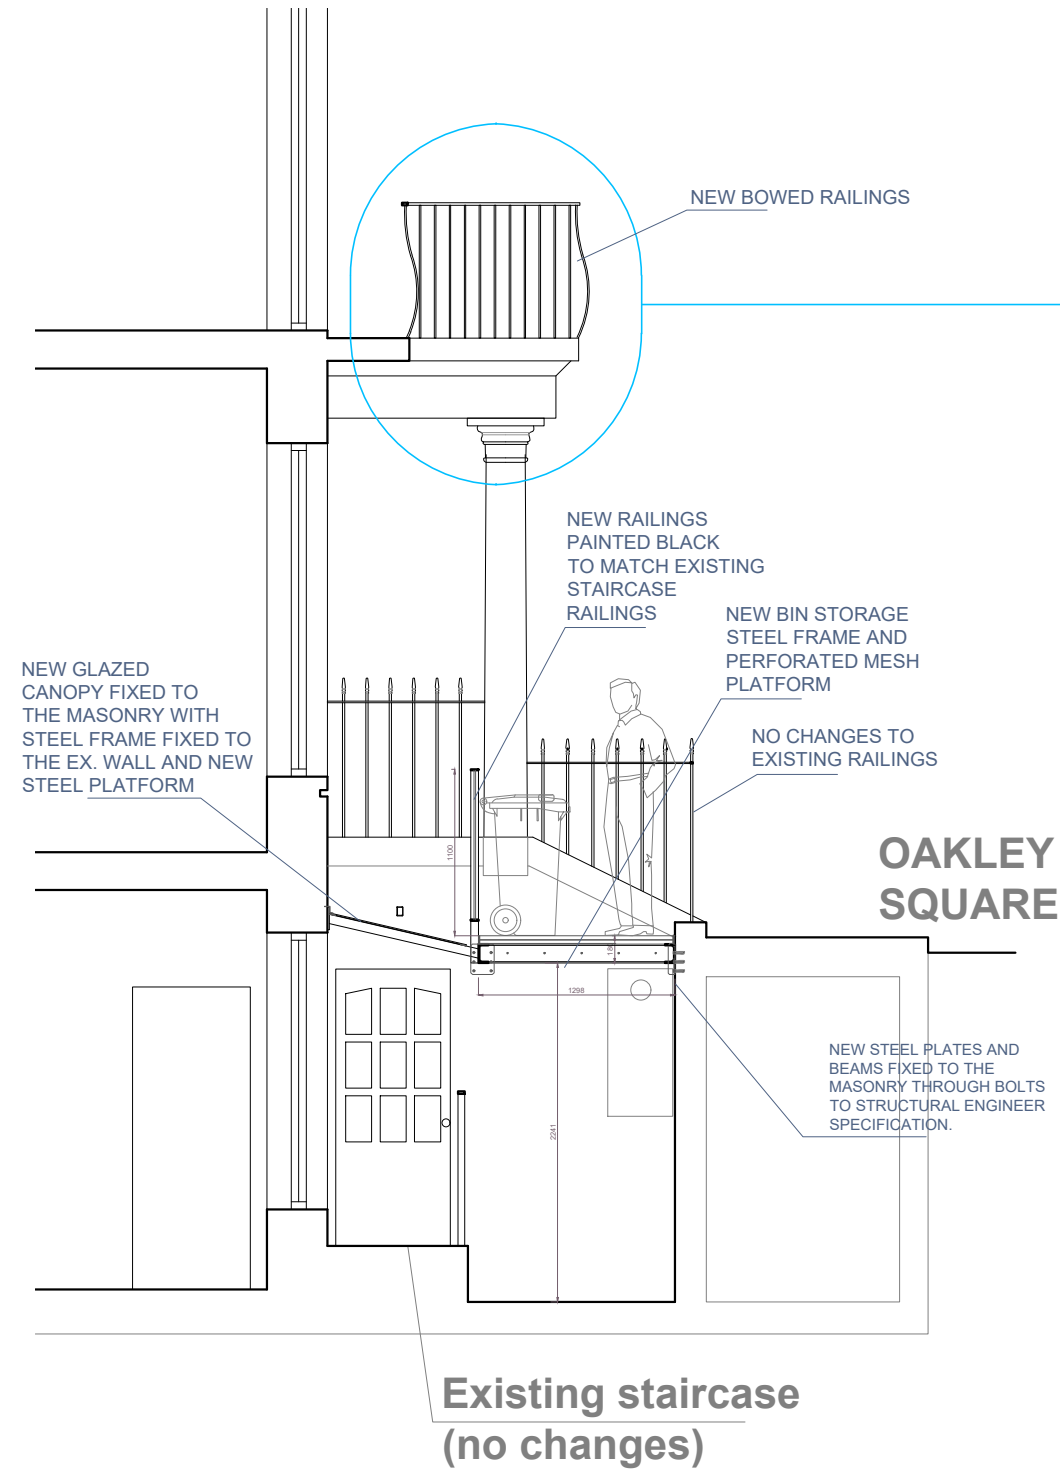 NEW BOWED RAILINGS
NEW RAILINGS
PAINTED BLACK
TO MATCH EXISTING
STAIRCASE
RAILINGS
NEW BIN STORAGE
STEEL FRAME AND
PERFORATED MESH
PLATFORM
NEW GLAZED
CANOPY FIXED TO
THE MASONRY WITH
STEEL FRAME FIXED TO
THE EX. WALL AND NEW
STEEL PLATFORM
NO CHANGES TO
EXISTING RAILINGS
OAKLEY
SQUARE
1100
1298
2241
NEW STEEL PLATES AND
BEAMS FIXED TO THE
MASONRY THROUGH BOLTS
TO STRUCTURAL ENGINEER
SPECIFICATION.
Existing staircase
(no changes)